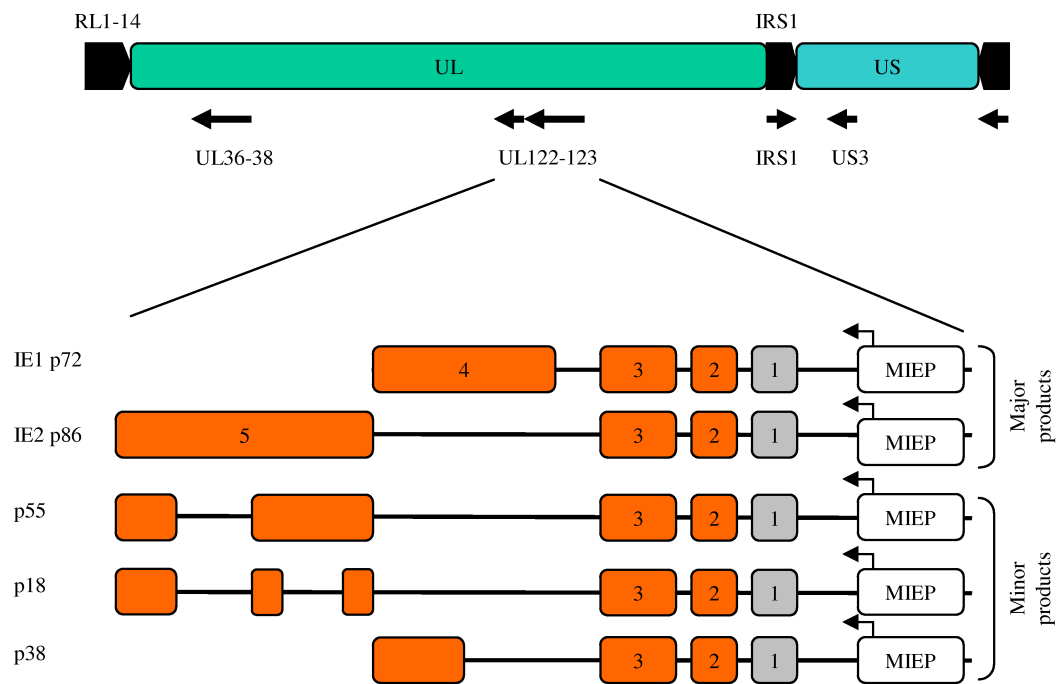 RL1-14 IRS1
UL US
UL36-38 UL122-123 IRS1 US3
IE1 p72 4 3 2 1 MIEP
IE2 p86 5 3 2 1 MIEP
Major
products
p55 3 2 1 MIEP
p18 3 2 1 MIEP
p38 3 2 1 MIEP
Minor
products